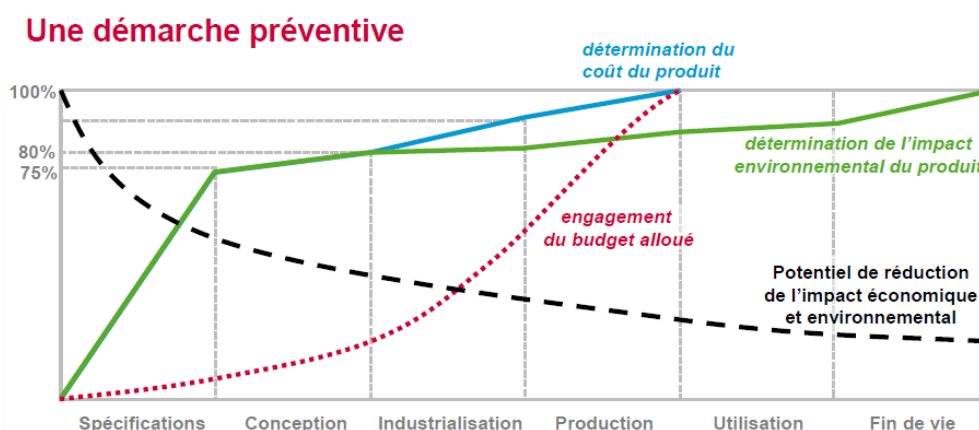 Une démarche préventive
détermination du
coût du produit
100%
80%
75%
détermination de l'impact
environnemental du produit
engagement
du budget alloué
Potentiel de réduction
de l'impact économique
et environnemental
Spécifications Conception Industrialisation Production Utilisation Fin de vie